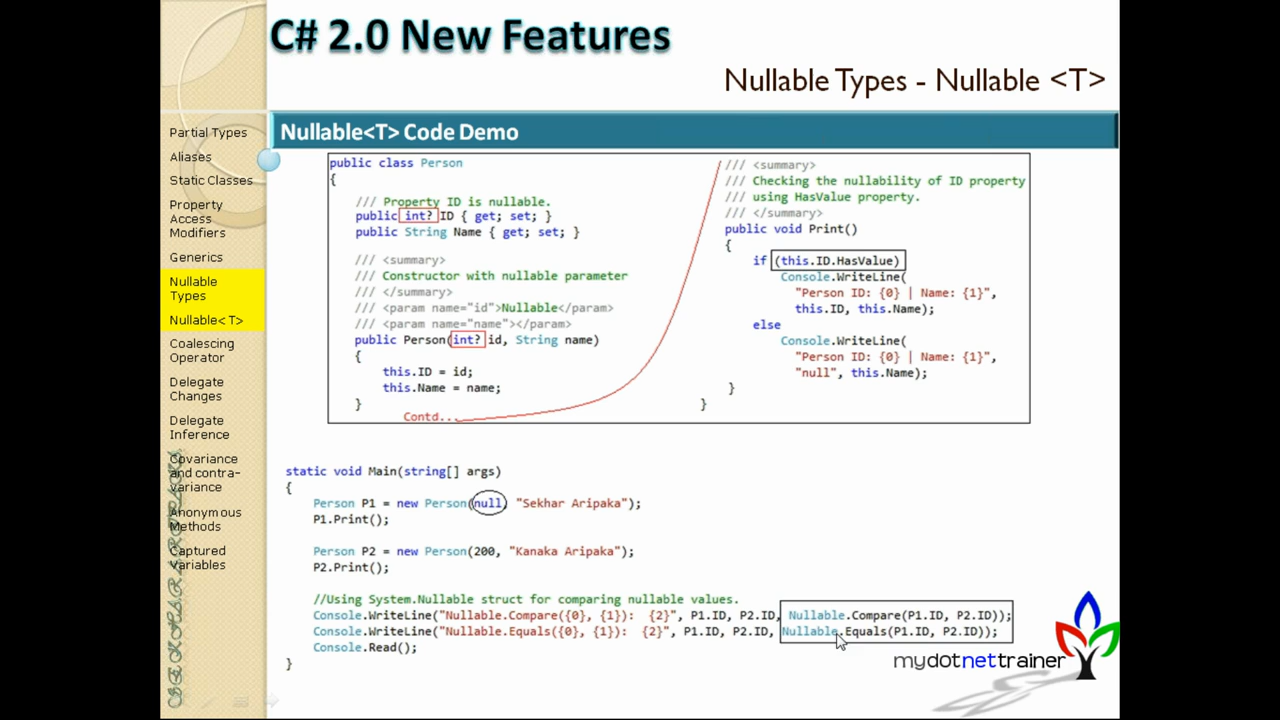 C# 2.0 New Features
Nullable Types - Nullable <T>
Nullable<T> Code Demo
Partial Types
Aliases
Static Classes
Property
Access
Modifiers
Generics
Nullable
Types
Nullable< T>
Coalescing
Operator
Delegate
Changes
Delegate
Inference
Covariance
and contra-
variance
Anonymous
Methods
Captured
Variables
public class Person
{
/// Property ID is nullable.
public int? ID { get; set; }
public String Name { get; set; }
/// <summary>
/// Constructor with nullable parameter
/// </summary>
/// <param name="id">Nullable</param>
/// <param name="name"></param>
public Person(int? id, String name)
{
this.ID = id;
this.Name = name;
}
Contd...
/// <summary>
/// Checking the nullability of ID property
/// using HasValue property.
/// </summary>
public void Print()
{
if (this.ID.HasValue)
Console.WriteLine(
"Person ID: {0} | Name: {1}",
this.ID, this.Name);
else
Console.WriteLine(
"Person ID: {0} | Name: {1}",
"null", this.Name);
}
}
static void Main(string[] args)
{
Person P1 = new Person(null, "Sekhar Aripaka");
P1.Print();
Person P2 = new Person(200, "Kanaka Aripaka");
P2.Print();
//Using System.Nullable struct for comparing nullable values.
Console.WriteLine("Nullable.Compare({0}, {1}): {2}", P1.ID, P2.ID, Nullable.Compare(P1.ID, P2.ID));
Console.WriteLine("Nullable.Equals({0}, {1}): {2}", P1.ID, P2.ID, Nullable.Equals(P1.ID, P2.ID));
Console.Read();
}
mydotnettrainer